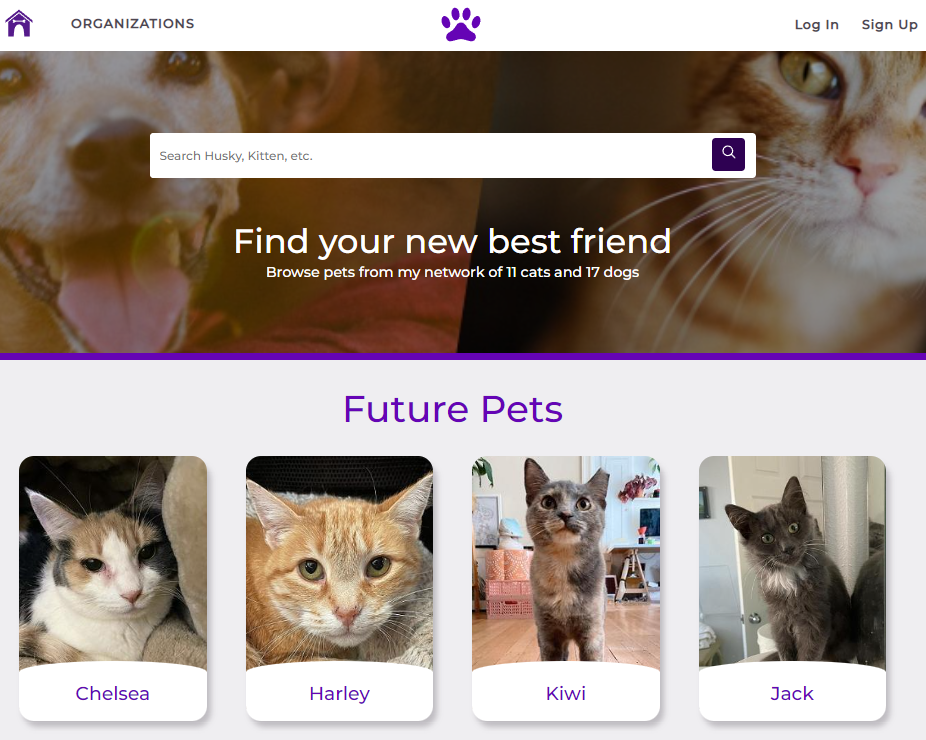 ORGANIZATIONS
Log In
Sign Up
Search Husky, Kitten, etc.
Find your new best friend
Browse pets from my network of 11 cats and 17 dogs
Future Pets
Chelsea
Harley
Kiwi
Jack